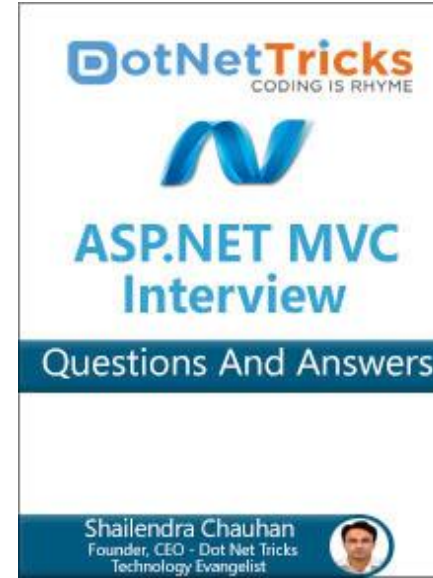 DotNetTricks
CODING IS RHYME
ASP.NET MVC
Interview
Questions And Answers
Shailendra Chauhan
Founder, CEO - Dot Net Tricks
Technology Evangelist